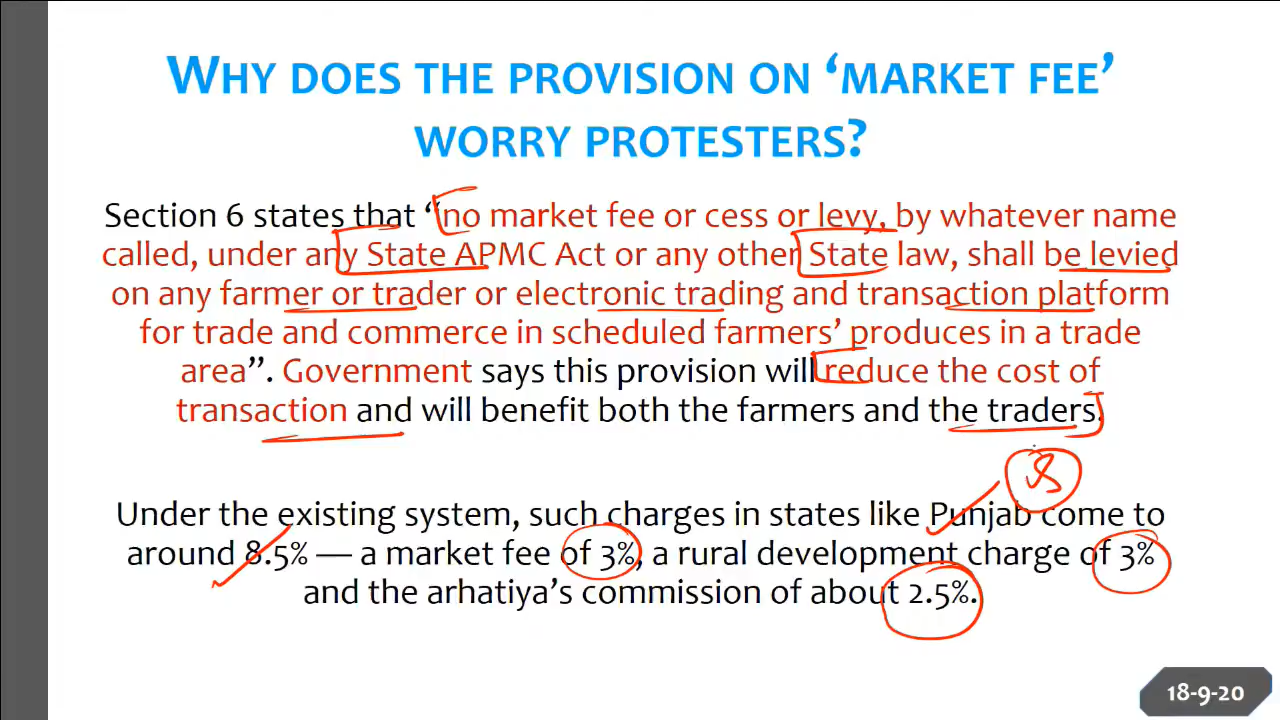 WHY DOES THE PROVISION ON ‘MARKET FEE’
WORRY PROTESTERS?
Section 6 states that “no market fee or cess or levy, by whatever name
called, under any State APMC Act or any other State law, shall be levied
on any farmer or trader or electronic trading and transaction platform
for trade and commerce in scheduled farmers’ produces in a trade
area”. Government says this provision will reduce the cost of
transaction and will benefit both the farmers and the traders.
Under the existing system, such charges in states like Punjab come to
around 8.5% — a market fee of 3%, a rural development charge of 3%
and the arhatiya’s commission of about 2.5%.
18-9-20